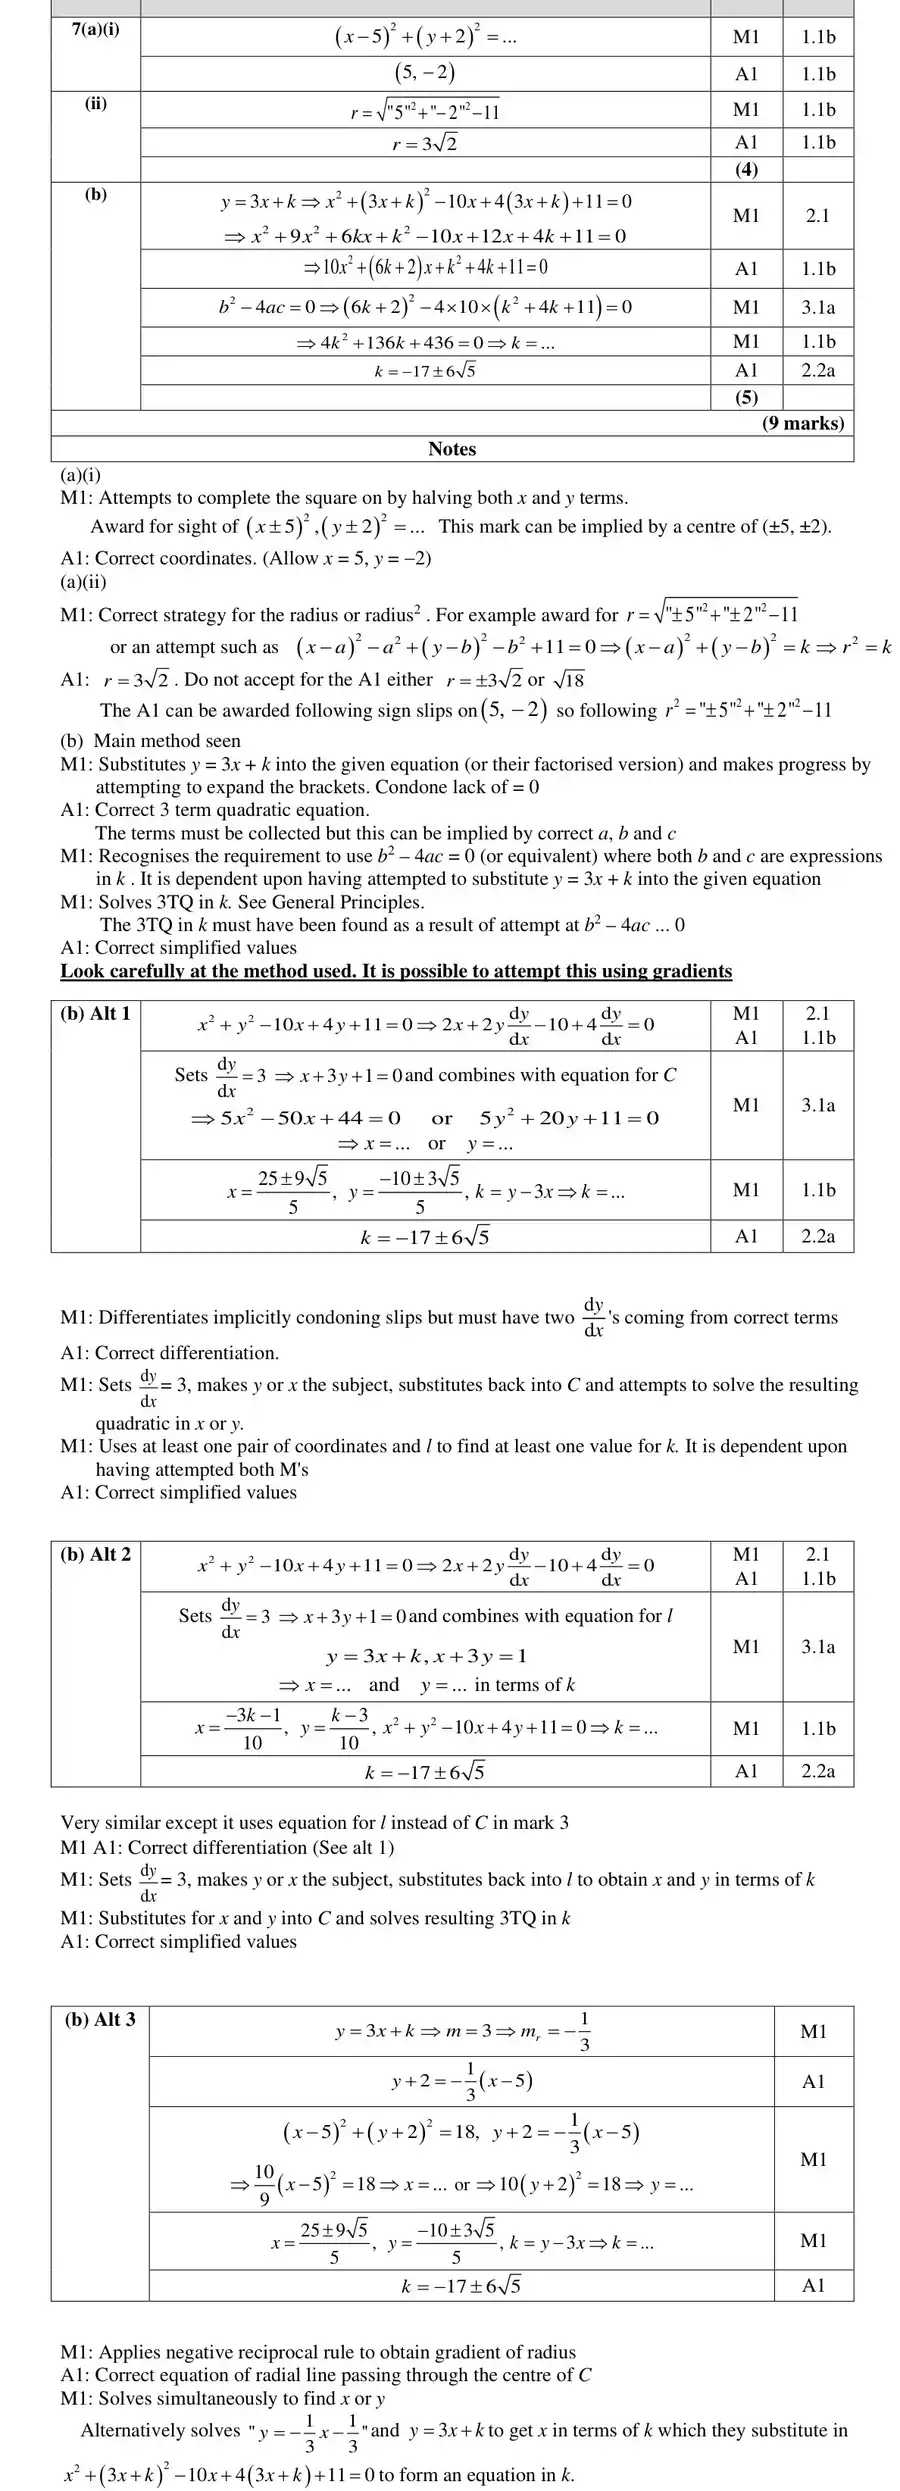 7(a)(i) (x − 5)² + (y + 2)² = ... M1 1.1b
(5, −2) A1 1.1b
(ii) r = √("5"² + "−2"² − 11) M1 1.1b
r = 3√2 A1 1.1b
(4)
(b) y = 3x + k ⇒ x² + (3x + k)² − 10x + 4(3x + k) + 11 = 0
⇒ x² + 9x² + 6kx + k² − 10x + 12x + 4k + 11 = 0 M1 2.1
⇒ 10x² + (6k + 2)x + k² + 4k + 11 = 0 A1 1.1b
b² − 4ac = 0 ⇒ (6k + 2)² − 4×10×(k² + 4k + 11) = 0 M1 3.1a
⇒ 4k² + 136k + 436 = 0 ⇒ k = ... M1 1.1b
k = −17 ± 6√5 A1 2.2a
(5)
(9 marks)
Notes
(a)(i)
M1: Attempts to complete the square on by halving both x and y terms.
Award for sight of (x ± 5)², (y ± 2)² = ... This mark can be implied by a centre of (±5, ±2).
A1: Correct coordinates. (Allow x = 5, y = −2)
(a)(ii)
M1: Correct strategy for the radius or radius² . For example award for r = √("±5"² + "±2"² − 11)
or an attempt such as (x − a)² − a² + (y − b)² − b² + 11 = 0 ⇒ (x − a)² + (y − b)² = k ⇒ r² = k
A1: r = 3√2 . Do not accept for the A1 either r = ±3√2 or √18
The A1 can be awarded following sign slips on (5, −2) so following r² = "±5"² + "±2"² − 11
(b) Main method seen
M1: Substitutes y = 3x + k into the given equation (or their factorised version) and makes progress by
attempting to expand the brackets. Condone lack of = 0
A1: Correct 3 term quadratic equation.
The terms must be collected but this can be implied by correct a, b and c
M1: Recognises the requirement to use b² – 4ac = 0 (or equivalent) where both b and c are expressions
in k . It is dependent upon having attempted to substitute y = 3x + k into the given equation
M1: Solves 3TQ in k. See General Principles.
The 3TQ in k must have been found as a result of attempt at b² – 4ac ... 0
A1: Correct simplified values
Look carefully at the method used. It is possible to attempt this using gradients
(b) Alt 1 x² + y² − 10x + 4y + 11 = 0 ⇒ 2x + 2y dy/dx − 10 + 4 dy/dx = 0 M1 2.1
A1 1.1b
Sets dy/dx = 3 ⇒ x + 3y + 1 = 0 and combines with equation for C
⇒ 5x² − 50x + 44 = 0 or 5y² + 20y + 11 = 0 M1 3.1a
⇒ x = ... or y = ...
x = (25 ± 9√5)/5, y = (−10 ± 3√5)/5, k = y − 3x ⇒ k = ... M1 1.1b
k = −17 ± 6√5 A1 2.2a
M1: Differentiates implicitly condoning slips but must have two dy/dx 's coming from correct terms
A1: Correct differentiation.
M1: Sets dy/dx = 3, makes y or x the subject, substitutes back into C and attempts to solve the resulting
quadratic in x or y.
M1: Uses at least one pair of coordinates and l to find at least one value for k. It is dependent upon
having attempted both M's
A1: Correct simplified values
(b) Alt 2 x² + y² − 10x + 4y + 11 = 0 ⇒ 2x + 2y dy/dx − 10 + 4 dy/dx = 0 M1 2.1
A1 1.1b
Sets dy/dx = 3 ⇒ x + 3y + 1 = 0 and combines with equation for l
y = 3x + k, x + 3y = 1 M1 3.1a
⇒ x = ... and y = ... in terms of k
x = (−3k − 1)/10, y = (k − 3)/10, x² + y² − 10x + 4y + 11 = 0 ⇒ k = ... M1 1.1b
k = −17 ± 6√5 A1 2.2a
Very similar except it uses equation for l instead of C in mark 3
M1 A1: Correct differentiation (See alt 1)
M1: Sets dy/dx = 3, makes y or x the subject, substitutes back into l to obtain x and y in terms of k
M1: Substitutes for x and y into C and solves resulting 3TQ in k
A1: Correct simplified values
(b) Alt 3 y = 3x + k ⇒ m = 3 ⇒ mᵣ = −1/3 M1
y + 2 = −1/3(x − 5) A1
(x − 5)² + (y + 2)² = 18, y + 2 = −1/3(x − 5)
⇒ 10/9(x − 5)² = 18 ⇒ x = ... or ⇒ 10(y + 2)² = 18 ⇒ y = ... M1
x = (25 ± 9√5)/5, y = (−10 ± 3√5)/5, k = y − 3x ⇒ k = ... M1
k = −17 ± 6√5 A1
M1: Applies negative reciprocal rule to obtain gradient of radius
A1: Correct equation of radial line passing through the centre of C
M1: Solves simultaneously to find x or y
Alternatively solves "y = −1/3 x − 1/3" and y = 3x + k to get x in terms of k which they substitute in
x² + (3x + k)² − 10x + 4(3x + k) + 11 = 0 to form an equation in k.